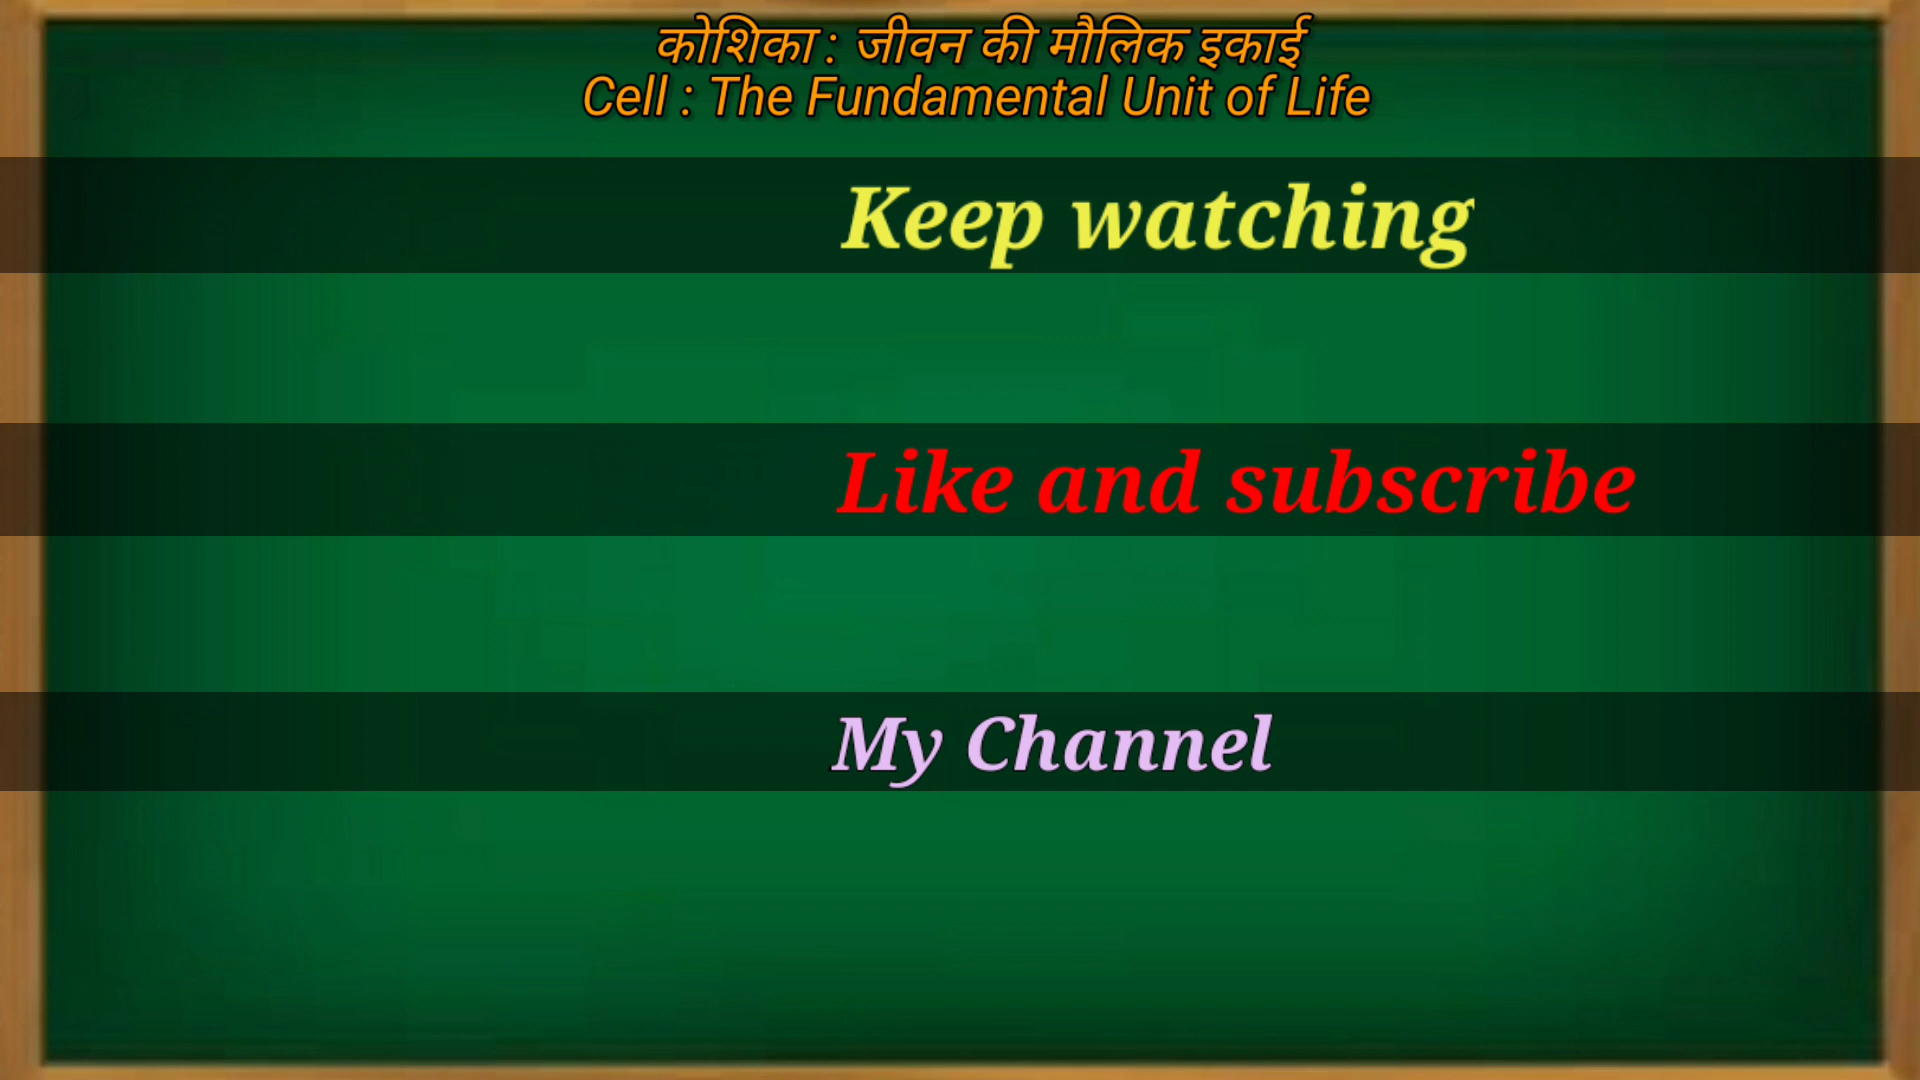 कोशिका : जीवन की मौलिक इकाई
Cell : The Fundamental Unit of Life
Keep watching
Like and subscribe
My Channel